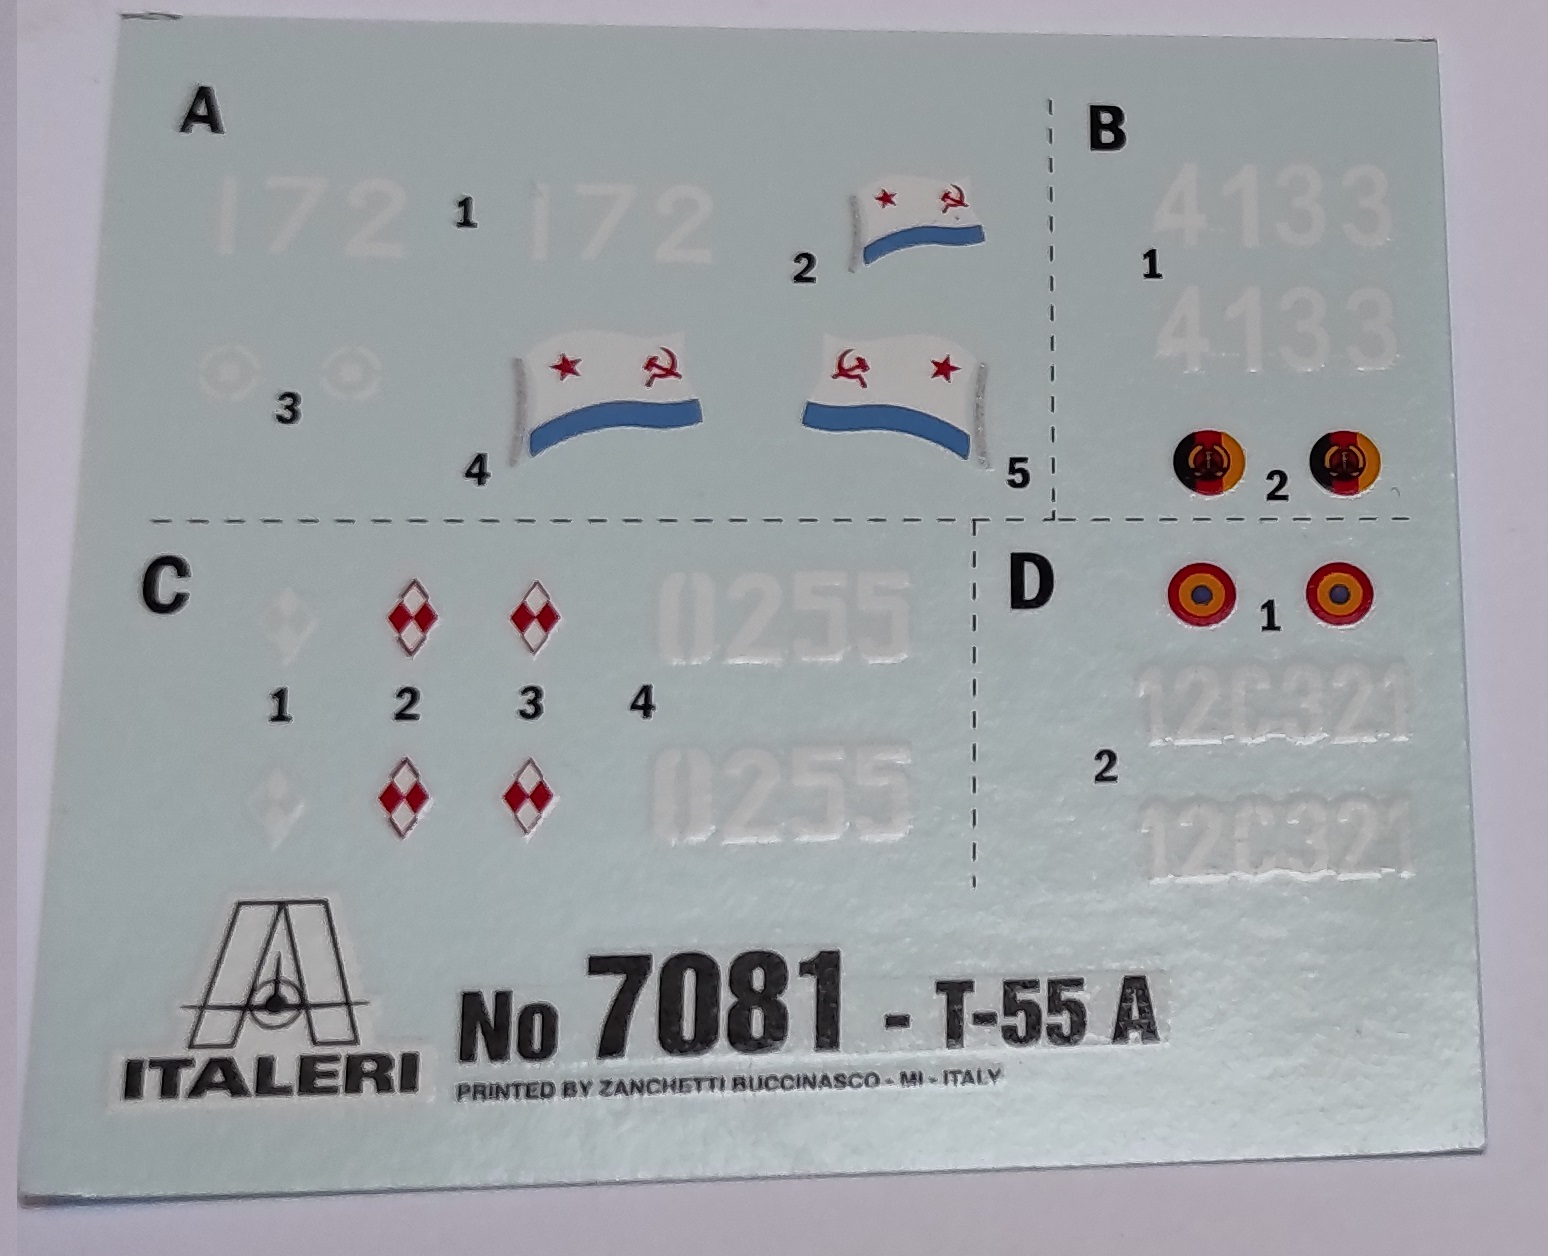 A
172 1 172
2
3
4
5
B
4133
1
4133
2
C
1 2 3 4
0255
0255
D
1
12C321
2
12C321
ITALERI
No 7081 - T-55 A
PRINTED BY ZANCHETTI BUCCINASCO - MI - ITALY